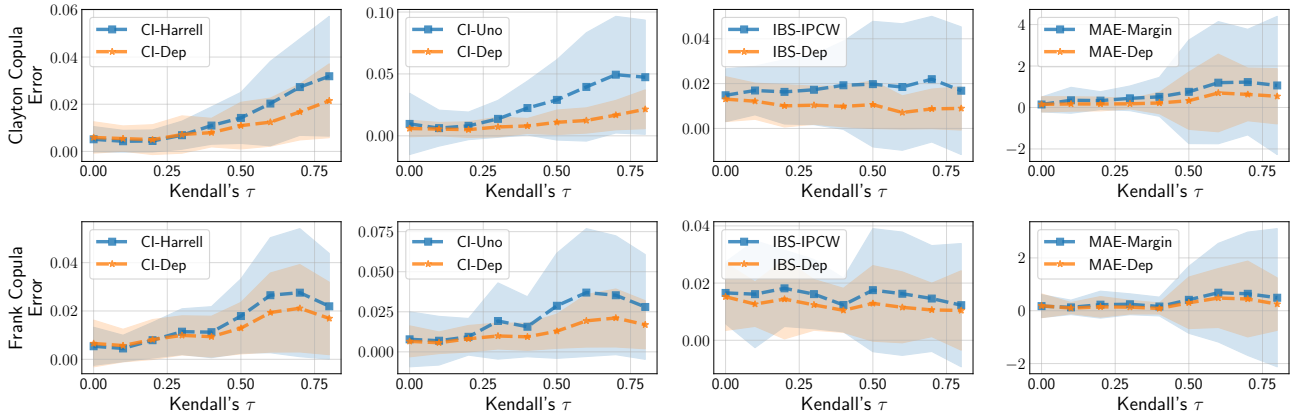 Clayton Copula
Error
0.06
0.04
0.02
0.00
CI-Harrell
CI-Dep
0.00
0.25
0.50
0.75
Kendall's τ
0.10
0.05
0.00
CI-Uno
CI-Dep
0.00
0.25
0.50
0.75
Kendall's τ
0.04
0.02
0.00
IBS-IPCW
IBS-Dep
0.00
0.25
0.50
0.75
Kendall's τ
4
2
0
−2
MAE-Margin
MAE-Dep
0.00
0.25
0.50
0.75
Kendall's τ
Frank Copula
Error
0.04
0.02
0.00
CI-Harrell
CI-Dep
0.00
0.25
0.50
0.75
Kendall's τ
0.075
0.050
0.025
0.000
CI-Uno
CI-Dep
0.00
0.25
0.50
0.75
Kendall's τ
0.04
0.02
0.00
IBS-IPCW
IBS-Dep
0.00
0.25
0.50
0.75
Kendall's τ
2
0
−2
MAE-Margin
MAE-Dep
0.00
0.25
0.50
0.75
Kendall's τ